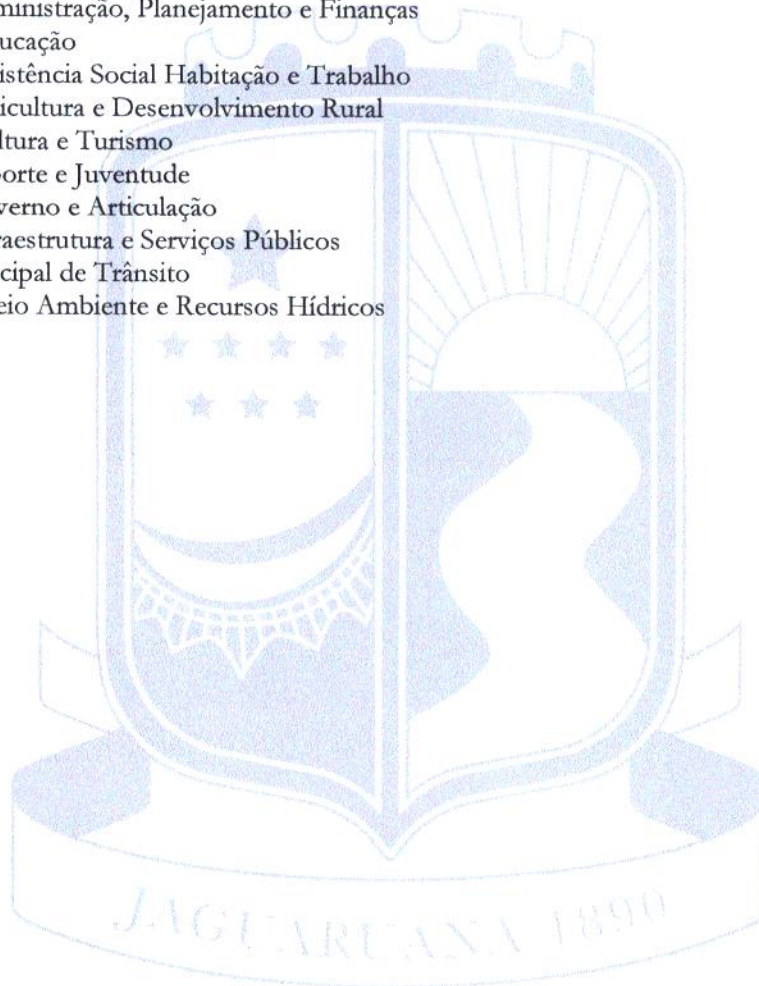 ministração, Planejamento e Finanças
ucação
istência Social Habitação e Trabalho
icultura e Desenvolvimento Rural
ltura e Turismo
orte e Juventude
verno e Articulação
raestrutura e Serviços Públicos
cipal de Trânsito
eio Ambiente e Recursos Hídricos
JAGUARUANA 1890